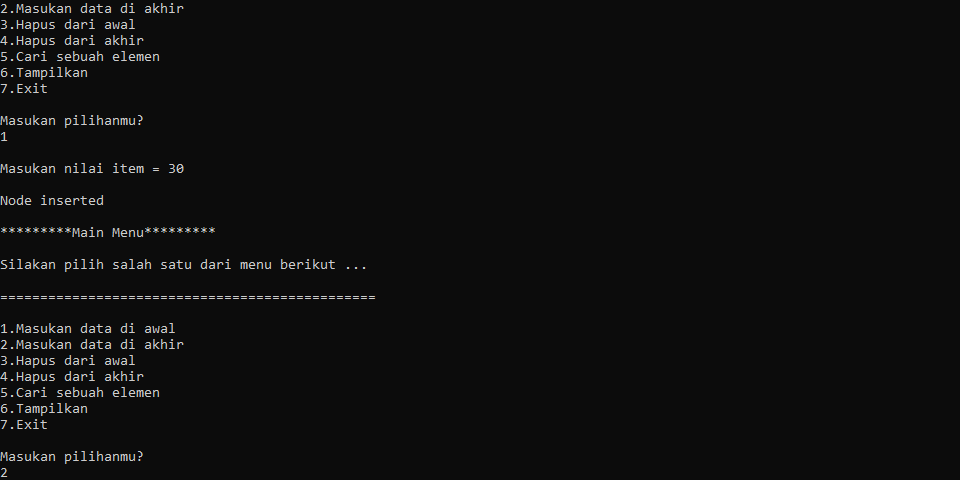 2.Masukan data di akhir
3.Hapus dari awal
4.Hapus dari akhir
5.Cari sebuah elemen
6.Tampilkan
7.Exit
Masukan pilihanmu?
1
Masukan nilai item = 30
Node inserted
*********Main Menu*********
Silakan pilih salah satu dari menu berikut ...
===============================================
1.Masukan data di awal
2.Masukan data di akhir
3.Hapus dari awal
4.Hapus dari akhir
5.Cari sebuah elemen
6.Tampilkan
7.Exit
Masukan pilihanmu?
2